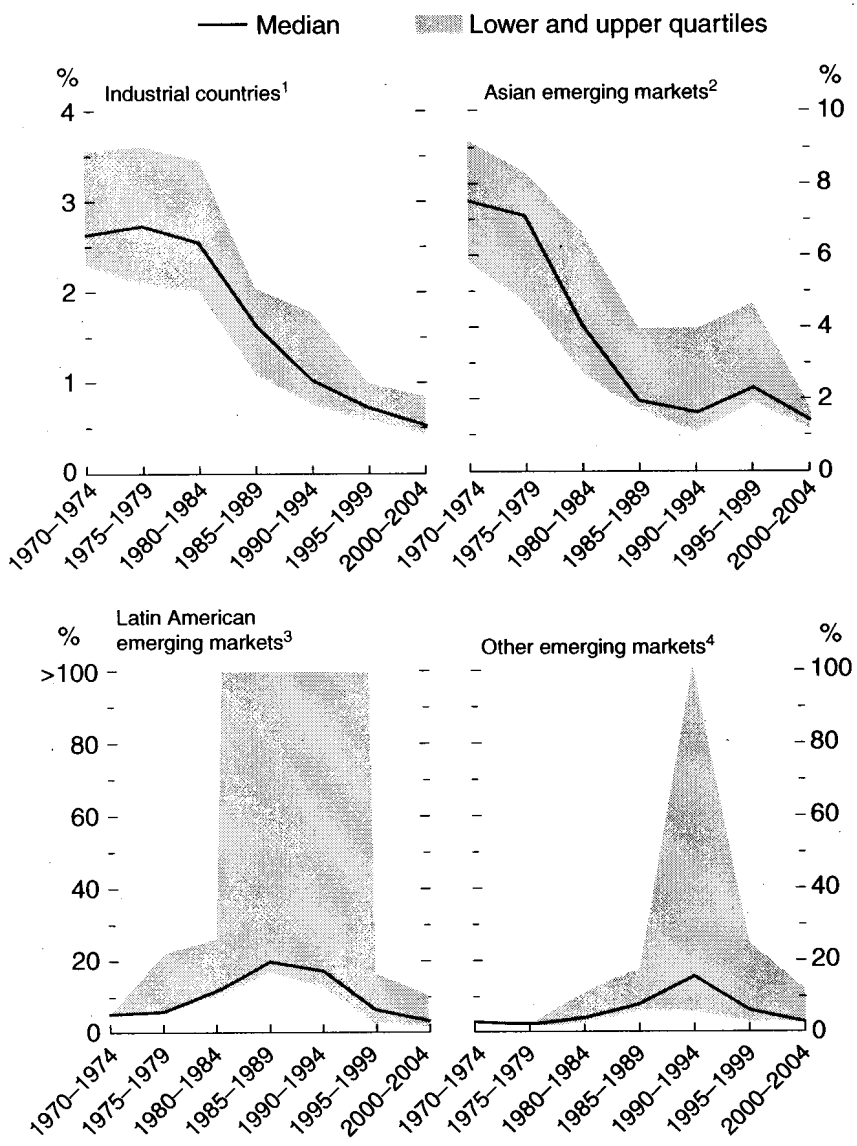 Median Lower and upper quartiles
% Industrial countries¹
4
3
2
1
0
1970–1974 1975–1979 1980–1984 1985–1989 1990–1994 1995–1999 2000–2004
Asian emerging markets² %
10
8
6
4
2
0
1970–1974 1975–1979 1980–1984 1985–1989 1990–1994 1995–1999 2000–2004
Latin American
% emerging markets³
>100
80
60
40
20
0
1970–1974 1975–1979 1980–1984 1985–1989 1990–1994 1995–1999 2000–2004
Other emerging markets⁴ %
100
80
60
40
20
0
1970–1974 1975–1979 1980–1984 1985–1989 1990–1994 1995–1999 2000–2004